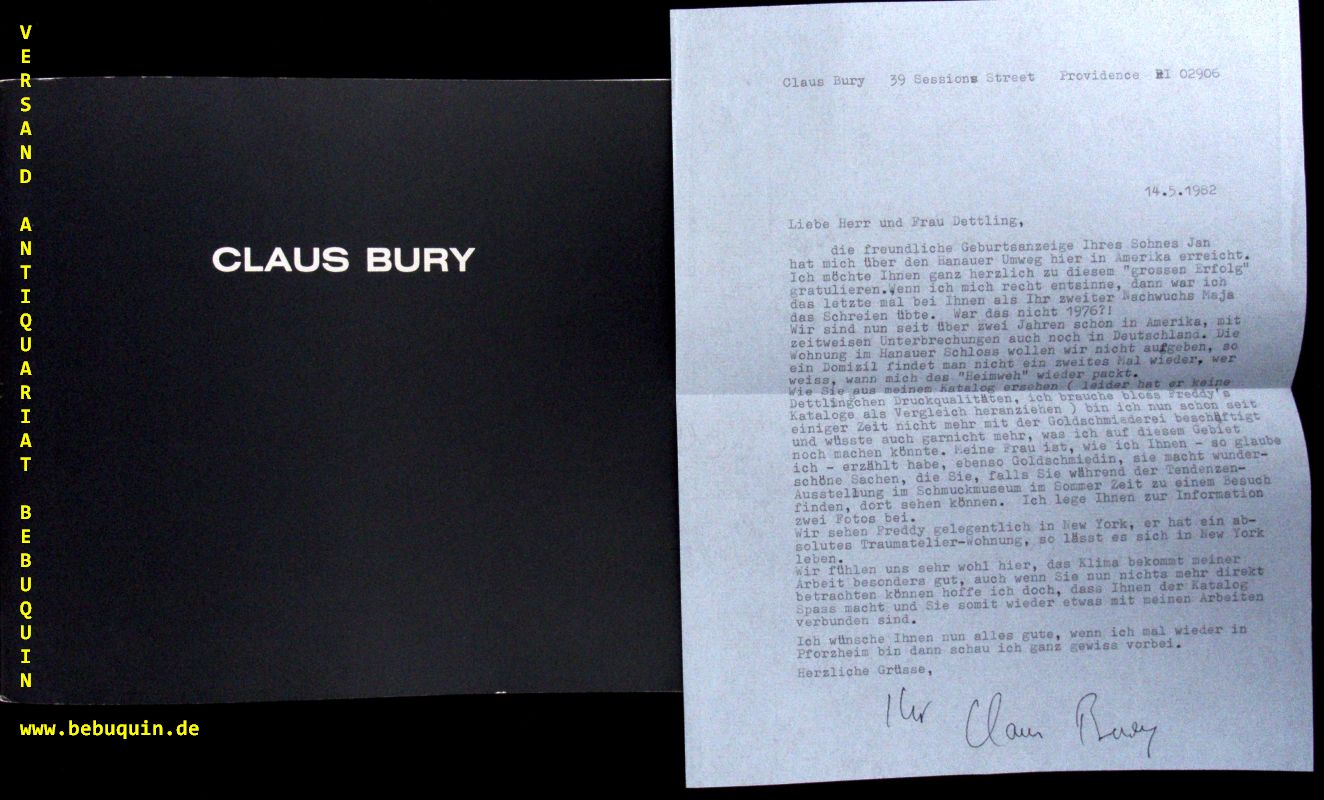 VERSAND ANTIQUARIAT BEBUQUIN
www.bebuquin.de
CLAUS BURY
Claus Bury 39 Sessions Street Providence RI 02906
14.5.1982
Liebe Herr und Frau Dettling,
die freundliche Geburtsanzeige Ihres Sohnes Jan
hat mich über den Hanauer Umweg hier in Amerika erreicht.
Ich möchte Ihnen ganz herzlich zu diesem "grossen Erfolg"
gratulieren.Wenn ich mich recht entsinne, dann war ich
das letzte mal bei Ihnen als Ihr zweiter Nachwuchs Maja
das Schreien übte. War das nicht 1976?!
Wir sind nun seit über zwei Jahren schon in Amerika, mit
zeitweisen Unterbrechungen auch noch in Deutschland. Die
Wohnung im Hanauer Schloss wollen wir nicht aufgeben, so
ein Domizil findet man nicht ein zweites Mal wieder, wer
weiss, wann mich das "Heimweh" wieder packt.
Wie Sie aus meinem Katalog ersehen ( leider hat er keine
Dettlingchen Druckqualitäten, ich brauche bloss Freddy's
Kataloge als Vergleich heranziehen ) bin ich nun schon seit
einiger Zeit nicht mehr mit der Goldschmiederei beschäftigt
und wüsste auch garnicht mehr, was ich auf diesem Gebiet
noch machen könnte. Meine Frau ist, wie ich Ihnen - so glaube
ich - erzählt habe, ebenso Goldschmiedin, sie macht wunder-
schöne Sachen, die Sie, falls Sie während der Tendenzen-
Ausstellung im Schmuckmuseum im Sommer Zeit zu einem Besuch
finden, dort sehen können. Ich lege Ihnen zur Information
zwei Fotos bei.
Wir sehen Freddy gelegentlich in New York, er hat ein ab-
solutes Traumatelier-Wohnung, so lässt es sich in New York
leben.
Wir fühlen uns sehr wohl hier, das Klima bekommt meiner
Arbeit besonders gut, auch wenn Sie nun nichts mehr direkt
betrachten können hoffe ich doch, dass Ihnen der Katalog
Spass macht und Sie somit wieder etwas mit meinen Arbeiten
verbunden sind.
Ich wünsche Ihnen nun alles gute, wenn ich mal wieder in
Pforzheim bin dann schau ich ganz gewiss vorbei.
Herzliche Grüsse,
Ihr Claus Bury